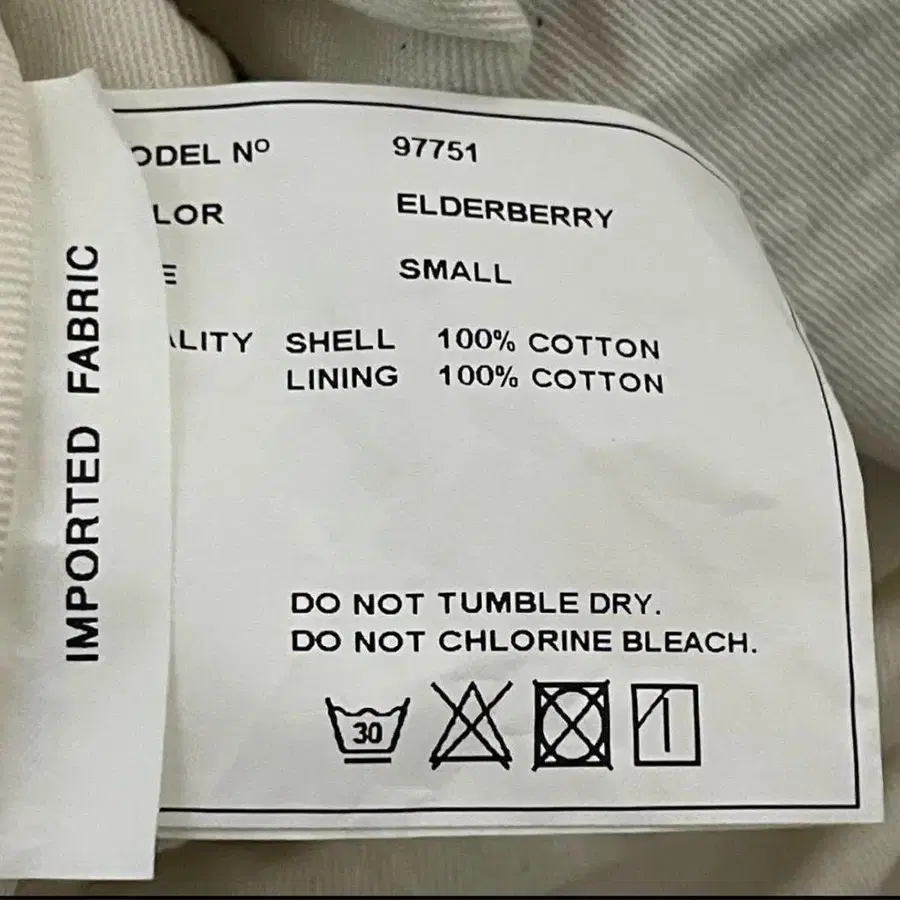 ODEL Nº 97751
LOR ELDERBERRY
E SMALL
ALITY SHELL 100% COTTON
LINING 100% COTTON
IMPORTED FABRIC
DO NOT TUMBLE DRY.
DO NOT CHLORINE BLEACH.
30